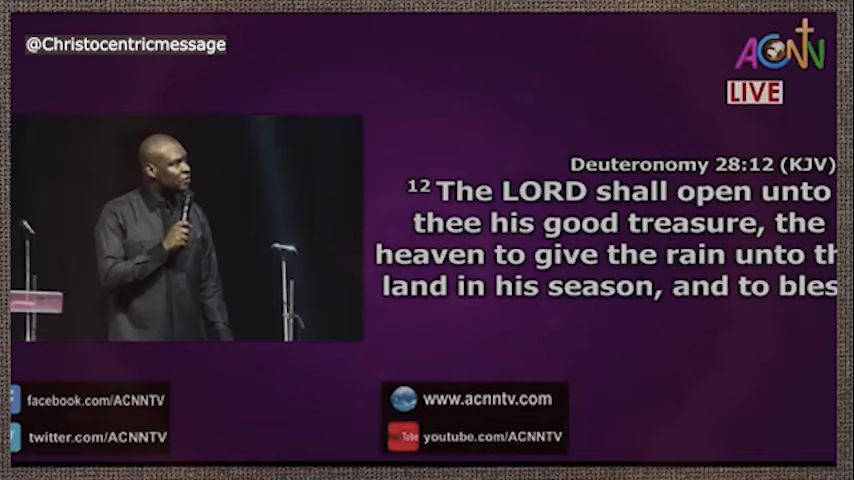 @Christocentricmessage
ACNN
LIVE
Deuteronomy 28:12 (KJV)
12 The LORD shall open unto
thee his good treasure, the
heaven to give the rain unto th
land in his season, and to bles
facebook.com/ACNNTV
twitter.com/ACNNTV
www.acnntv.com
YouTube
youtube.com/ACNNTV